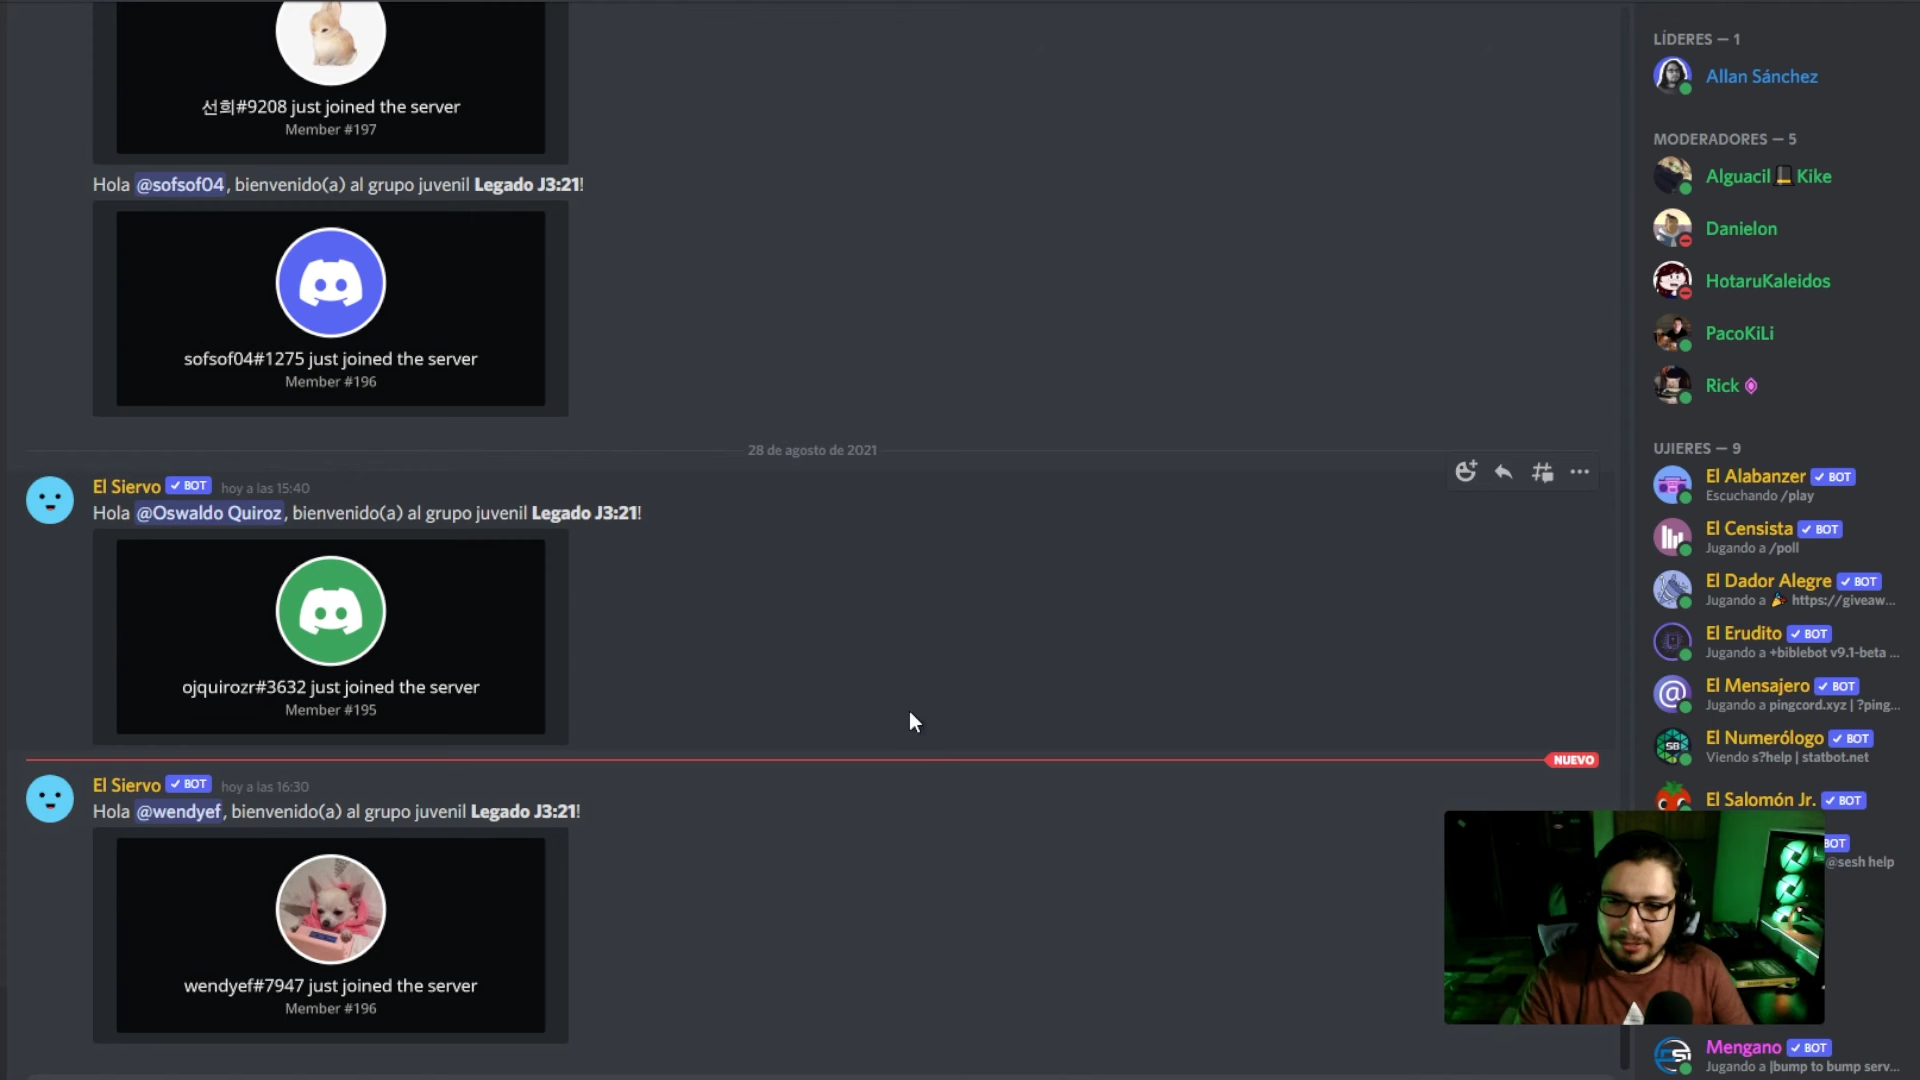 선희#9208 just joined the server
Member #197
Hola @sofsof04, bienvenido(a) al grupo juvenil Legado J3:21!
sofsof04#1275 just joined the server
Member #196
28 de agosto de 2021
El Siervo ✓ BOT hoy a las 15:40
Hola @Oswaldo Quiroz, bienvenido(a) al grupo juvenil Legado J3:21!
ojquirozr#3632 just joined the server
Member #195
NUEVO
El Siervo ✓ BOT hoy a las 16:30
Hola @wendyef, bienvenido(a) al grupo juvenil Legado J3:21!
wendyef#7947 just joined the server
Member #196
LÍDERES — 1
Allan Sánchez
MODERADORES — 5
Alguacil Kike
Danielon
HotaruKaleidos
PacoKiLi
Rick
UJIERES — 9
El Alabanzer ✓ BOT
Escuchando /play
El Censista ✓ BOT
Jugando a /poll
El Dador Alegre ✓ BOT
Jugando a 🎉 https://giveaw...
El Erudito ✓ BOT
Jugando a +biblebot v9.1-beta ...
El Mensajero ✓ BOT
Jugando a pingcord.xyz | ?ping...
El Numerólogo ✓ BOT
Viendo s?help | statbot.net
El Salomón Jr. ✓ BOT
BOT
@sesh help
Mengano ✓ BOT
Jugando a |bump to bump serv...